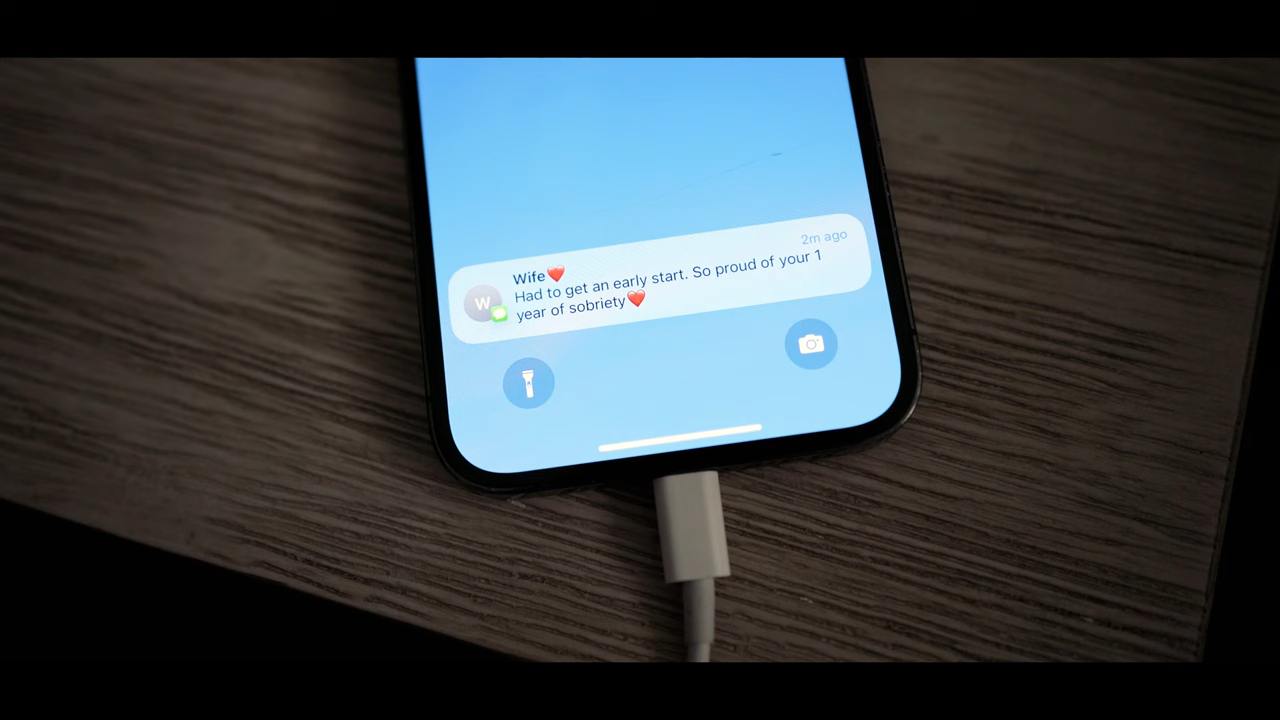 2m ago
Wife❤️
Had to get an early start. So proud of your 1
year of sobriety❤️
W